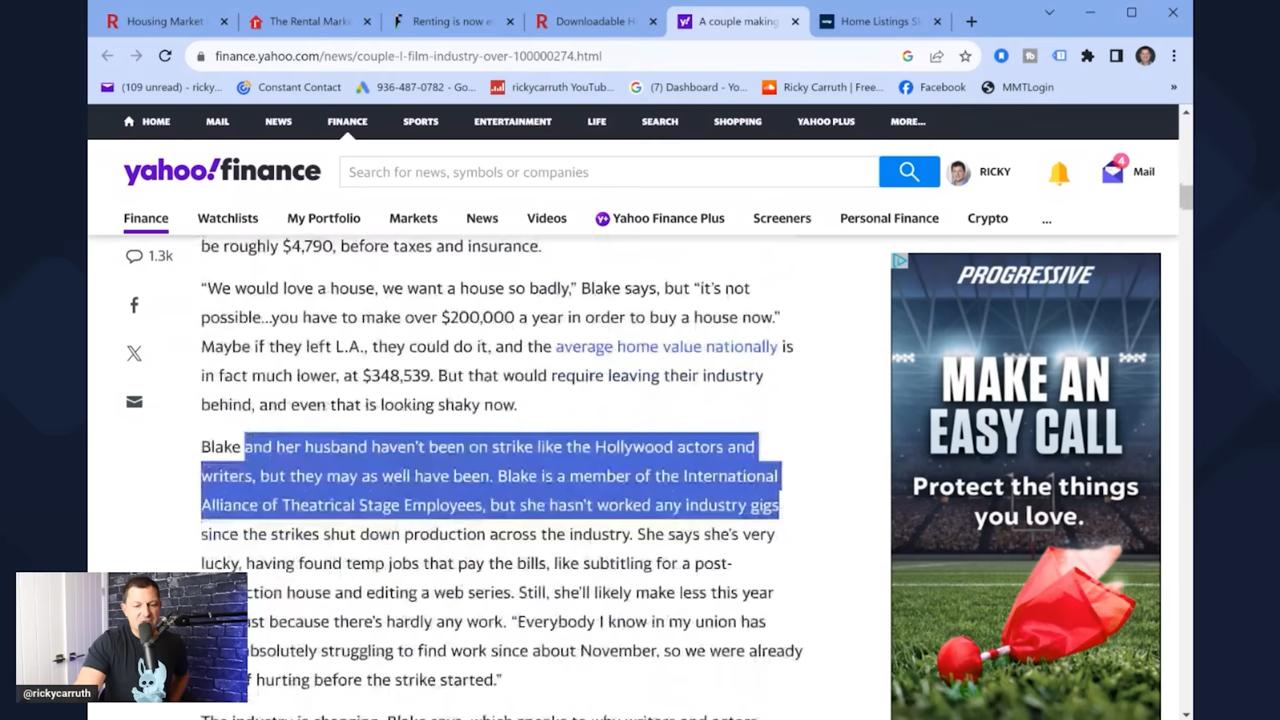 Housing Market
The Rental Mark
Renting is now
Downloadable H
A couple making
Home Listings S
finance.yahoo.com/news/couple-l-film-industry-over-100000274.html
(109 unread) - ricky...
Constant Contact
936-487-0782 - Go...
rickycarruth YouTub...
(7) Dashboard - Yo...
Ricky Carruth | Free...
Facebook
MMTLogin
»
HOME
MAIL
NEWS
FINANCE
SPORTS
ENTERTAINMENT
LIFE
SEARCH
SHOPPING
YAHOO PLUS
MORE...
yahoo!finance
Search for news, symbols or companies
RICKY
4
Mail
Finance
Watchlists
My Portfolio
Markets
News
Videos
Y+ Yahoo Finance Plus
Screeners
Personal Finance
Crypto
...
1.3k
be roughly $4,790, before taxes and insurance.
“We would love a house, we want a house so badly,” Blake says, but “it’s not
possible...you have to make over $200,000 a year in order to buy a house now.”
Maybe if they left L.A., they could do it, and the average home value nationally is
in fact much lower, at $348,539. But that would require leaving their industry
behind, and even that is looking shaky now.
Blake and her husband haven’t been on strike like the Hollywood actors and
writers, but they may as well have been. Blake is a member of the International
Alliance of Theatrical Stage Employees, but she hasn’t worked any industry gigs
since the strikes shut down production across the industry. She says she’s very
lucky, having found temp jobs that pay the bills, like subtitling for a post-
ction house and editing a web series. Still, she’ll likely make less this year
st because there’s hardly any work. “Everybody I know in my union has
bsolutely struggling to find work since about November, so we were already
f hurting before the strike started.”
PROGRESSIVE
MAKE AN
EASY CALL
Protect the things
you love.
@rickycarruth